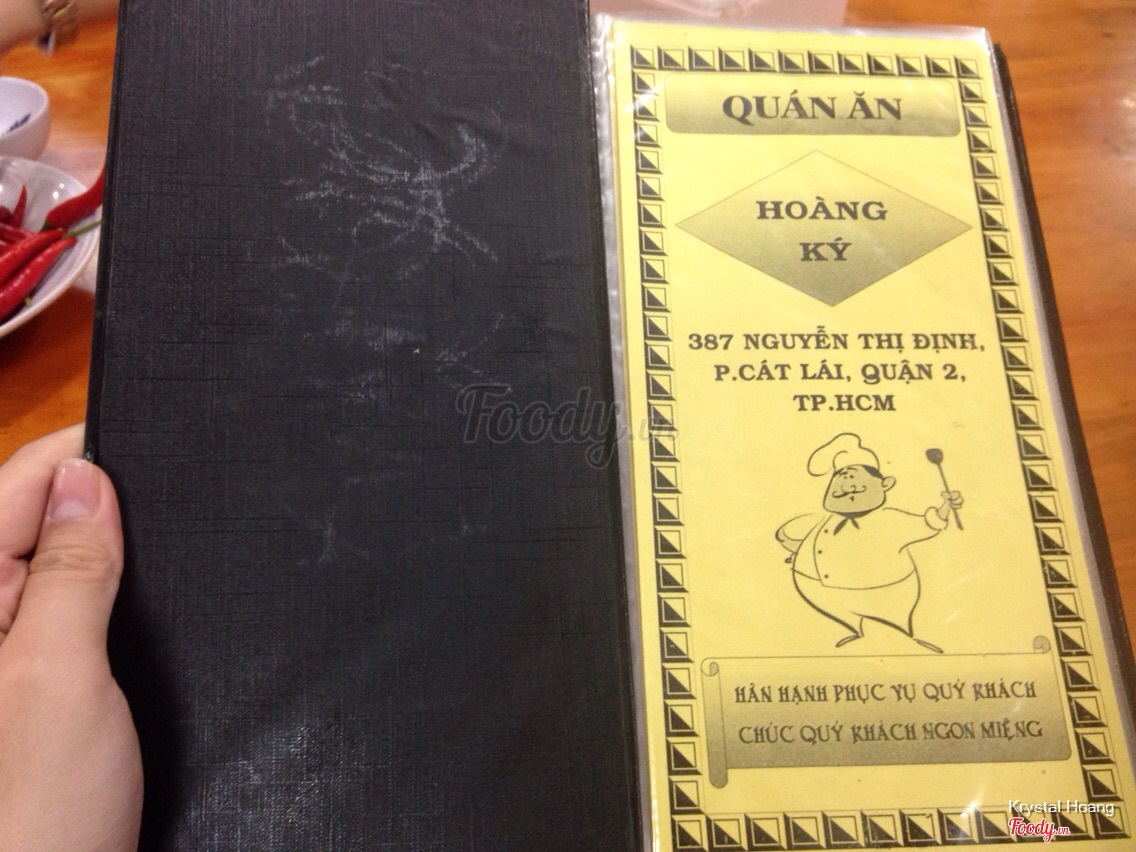 QUÁN ĂN
HOÀNG
KÝ
387 NGUYỄN THỊ ĐỊNH,
P.CÁT LÁI, QUẬN 2,
TP.HCM
HÂN HẠNH PHỤC VỤ QUÝ KHÁCH
CHÚC QUÝ KHÁCH NGON MIỆNG
Foody.vn
Krystal Hoang
Foody.vn